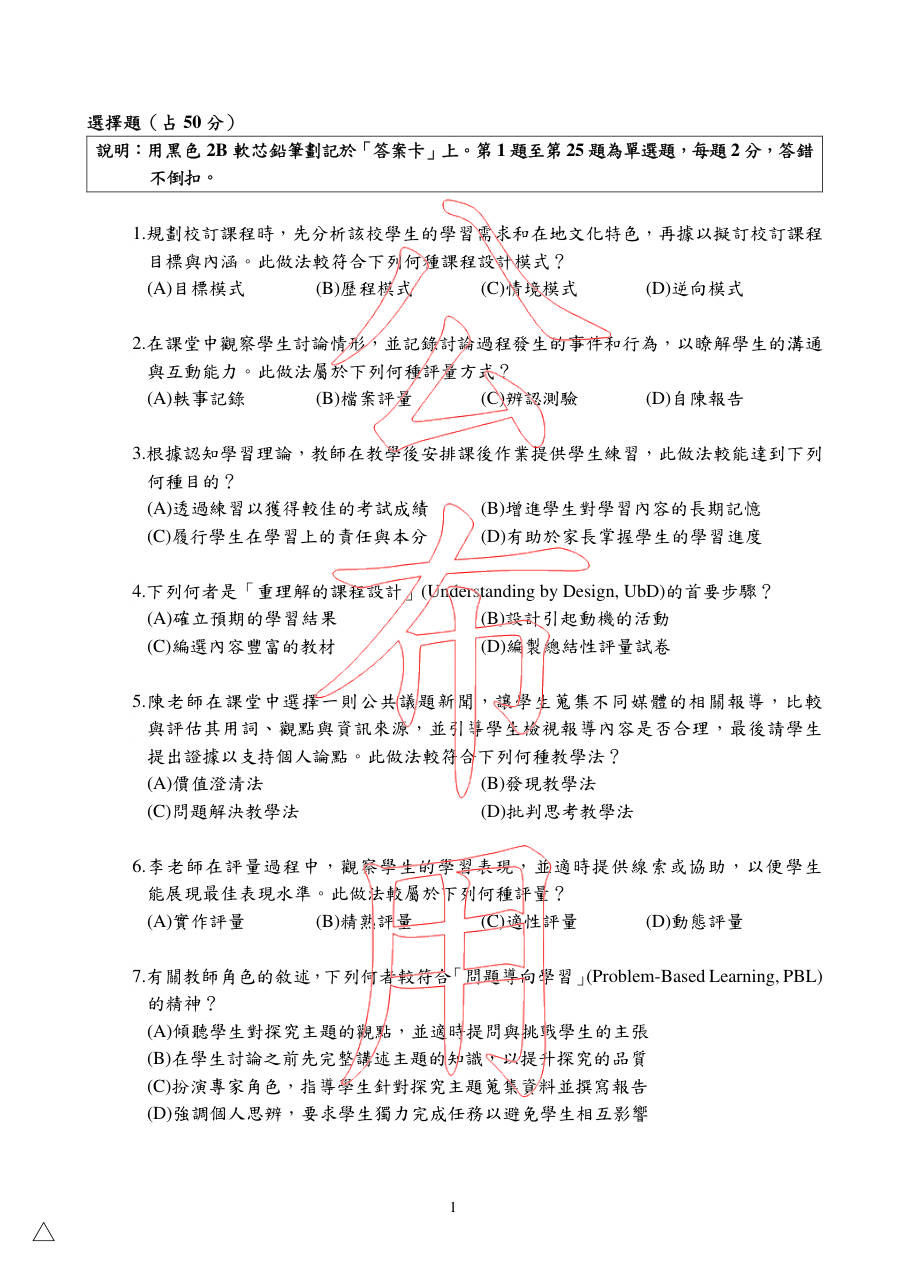 選擇題（占 50 分）
說明：用黑色 2B 軟芯鉛筆劃記於「答案卡」上。第 1 題至第 25 題為單選題，每題 2 分，答錯
不倒扣。
1.規劃校訂課程時，先分析該校學生的學習需求和在地文化特色，再據以擬訂校訂課程
目標與內涵。此做法較符合下列何種課程設計模式？
(A)目標模式 (B)歷程模式 (C)情境模式 (D)逆向模式
2.在課堂中觀察學生討論情形，並記錄討論過程發生的事件和行為，以瞭解學生的溝通
與互動能力。此做法屬於下列何種評量方式？
(A)軼事記錄 (B)檔案評量 (C)辨認測驗 (D)自陳報告
3.根據認知學習理論，教師在教學後安排課後作業提供學生練習，此做法較能達到下列
何種目的？
(A)透過練習以獲得較佳的考試成績 (B)增進學生對學習內容的長期記憶
(C)履行學生在學習上的責任與本分 (D)有助於家長掌握學生的學習進度
4.下列何者是「重理解的課程設計」(Understanding by Design, UbD)的首要步驟？
(A)確立預期的學習結果 (B)設計引起動機的活動
(C)編選內容豐富的教材 (D)編製總結性評量試卷
5.陳老師在課堂中選擇一則公共議題新聞，讓學生蒐集不同媒體的相關報導，比較
與評估其用詞、觀點與資訊來源，並引導學生檢視報導內容是否合理，最後請學生
提出證據以支持個人論點。此做法較符合下列何種教學法？
(A)價值澄清法 (B)發現教學法
(C)問題解決教學法 (D)批判思考教學法
6.李老師在評量過程中，觀察學生的學習表現，並適時提供線索或協助，以便學生
能展現最佳表現水準。此做法較屬於下列何種評量？
(A)實作評量 (B)精熟評量 (C)適性評量 (D)動態評量
7.有關教師角色的敘述，下列何者較符合「問題導向學習」(Problem-Based Learning, PBL)
的精神？
(A)傾聽學生對探究主題的觀點，並適時提問與挑戰學生的主張
(B)在學生討論之前先完整講述主題的知識，以提升探究的品質
(C)扮演專家角色，指導學生針對探究主題蒐集資料並撰寫報告
(D)強調個人思辨，要求學生獨力完成任務以避免學生相互影響
公布用
1